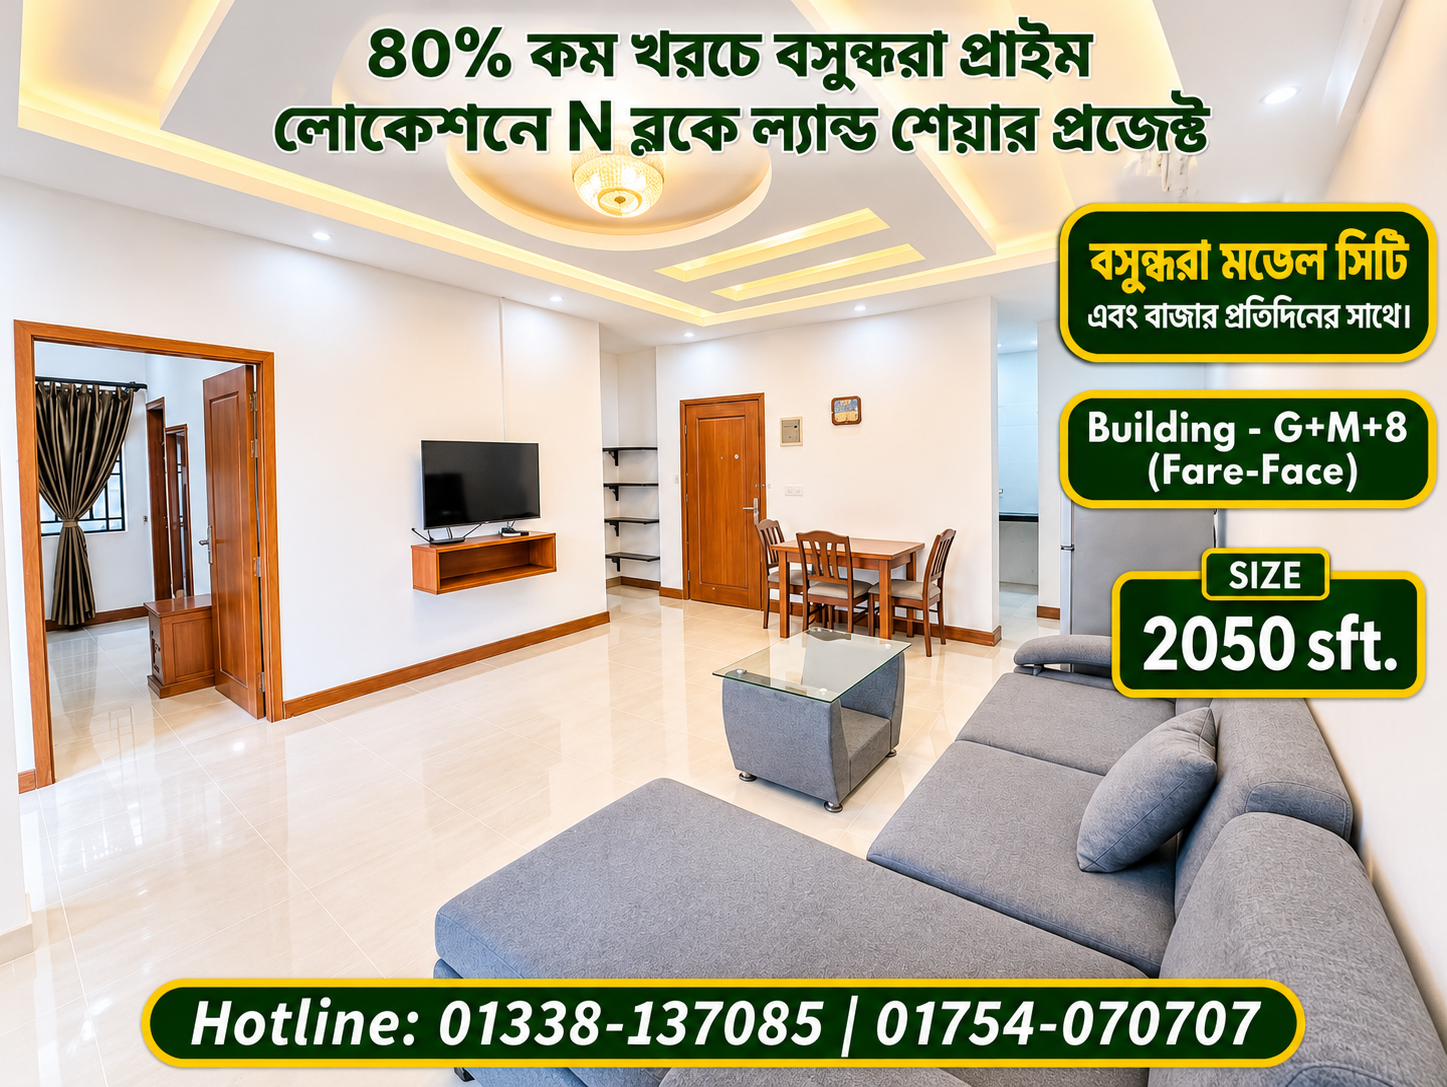 80% কম খরচে বসুন্ধরা প্রাইম
লোকেশনে N ব্লকে ল্যান্ড শেয়ার প্রজেক্ট
বসুন্ধরা মডেল সিটি
এবং বাজার প্রতিদিনের সাথে।
Building - G+M+8
(Fare-Face)
SIZE
2050 sft.
Hotline: 01338-137085 | 01754-070707